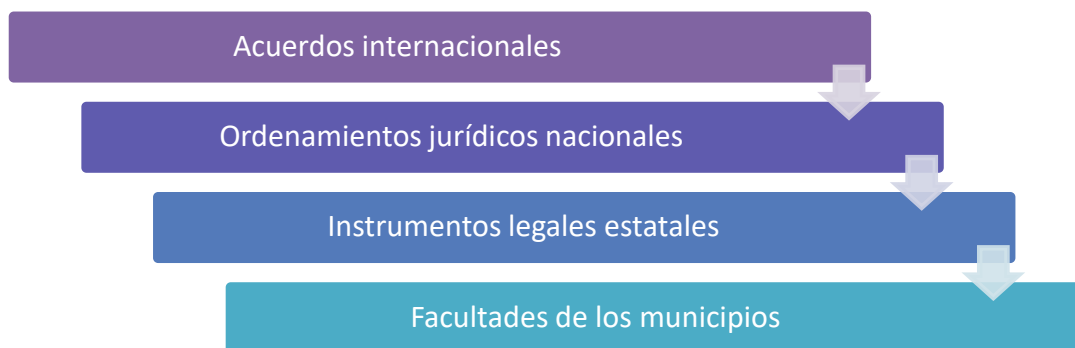 Acuerdos internacionales
Ordenamientos jurídicos nacionales
Instrumentos legales estatales
Facultades de los municipios